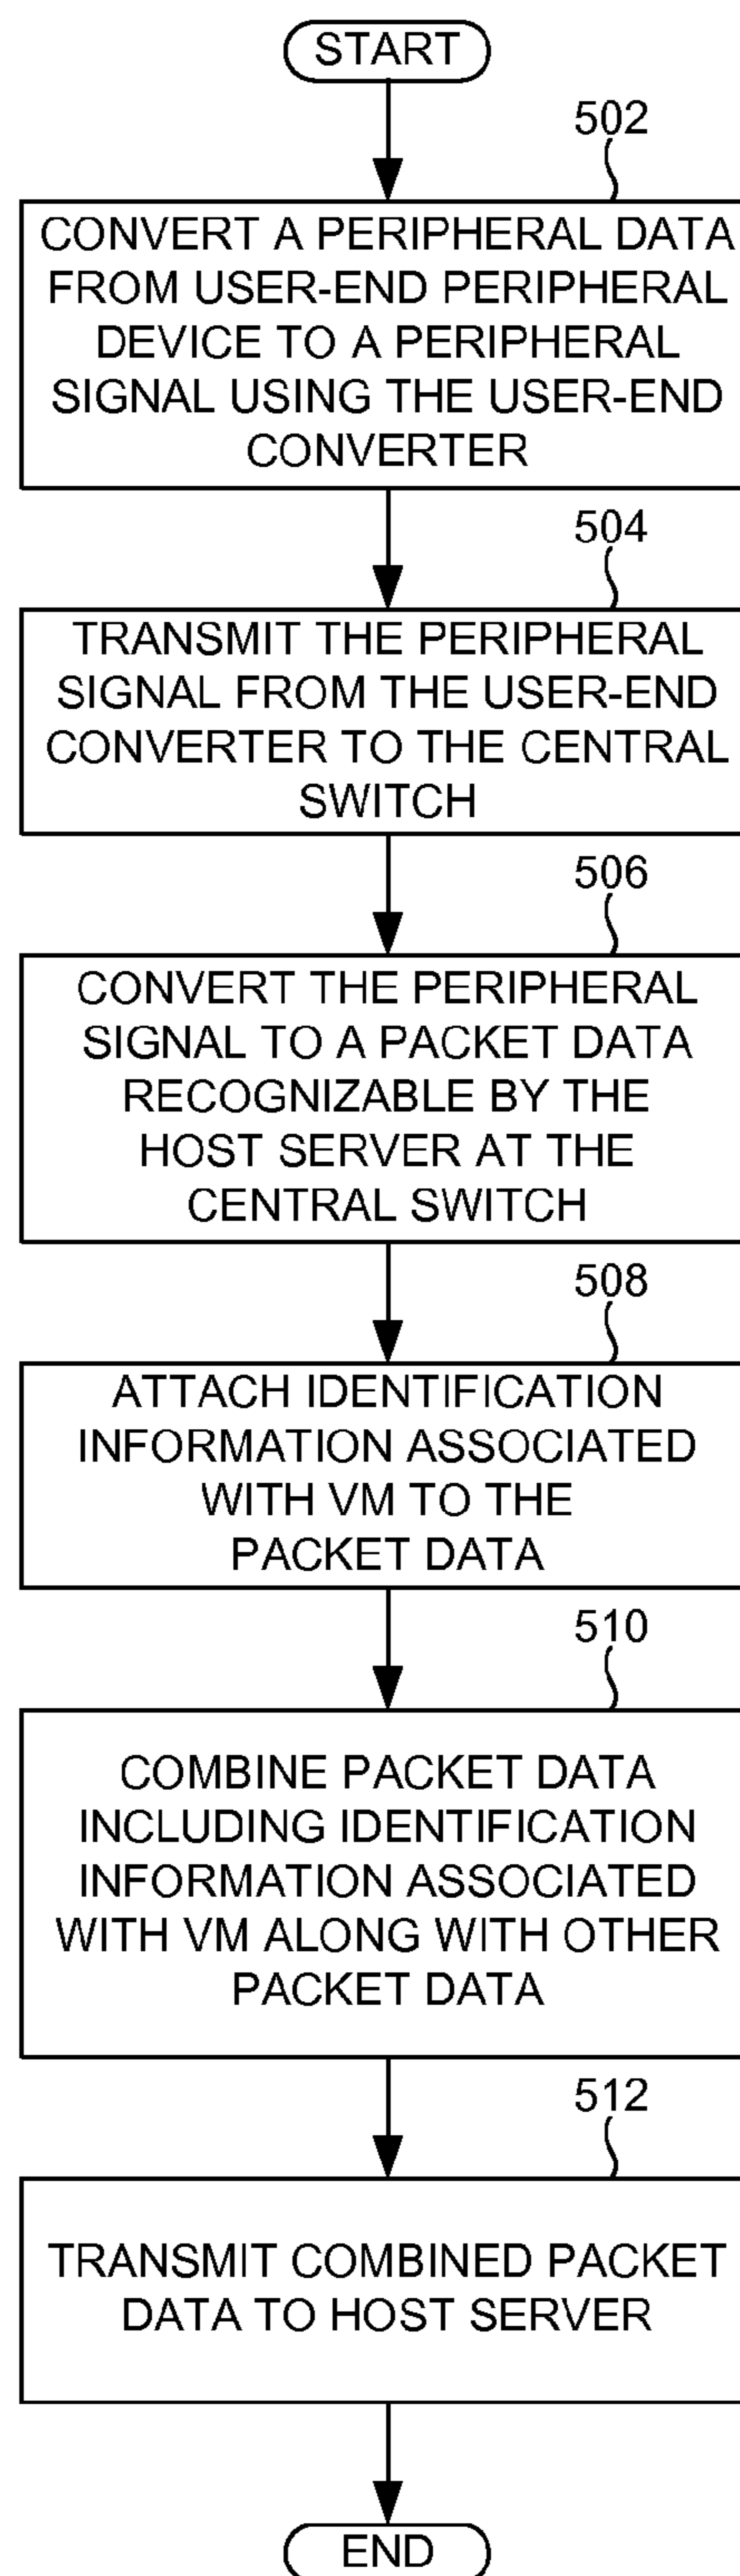 START
502
CONVERT A PERIPHERAL DATA
FROM USER-END PERIPHERAL
DEVICE TO A PERIPHERAL
SIGNAL USING THE USER-END
CONVERTER
504
TRANSMIT THE PERIPHERAL
SIGNAL FROM THE USER-END
CONVERTER TO THE CENTRAL
SWITCH
506
CONVERT THE PERIPHERAL
SIGNAL TO A PACKET DATA
RECOGNIZABLE BY THE
HOST SERVER AT THE
CENTRAL SWITCH
508
ATTACH IDENTIFICATION
INFORMATION ASSOCIATED
WITH VM TO THE
PACKET DATA
510
COMBINE PACKET DATA
INCLUDING IDENTIFICATION
INFORMATION ASSOCIATED
WITH VM ALONG WITH OTHER
PACKET DATA
512
TRANSMIT COMBINED PACKET
DATA TO HOST SERVER
END